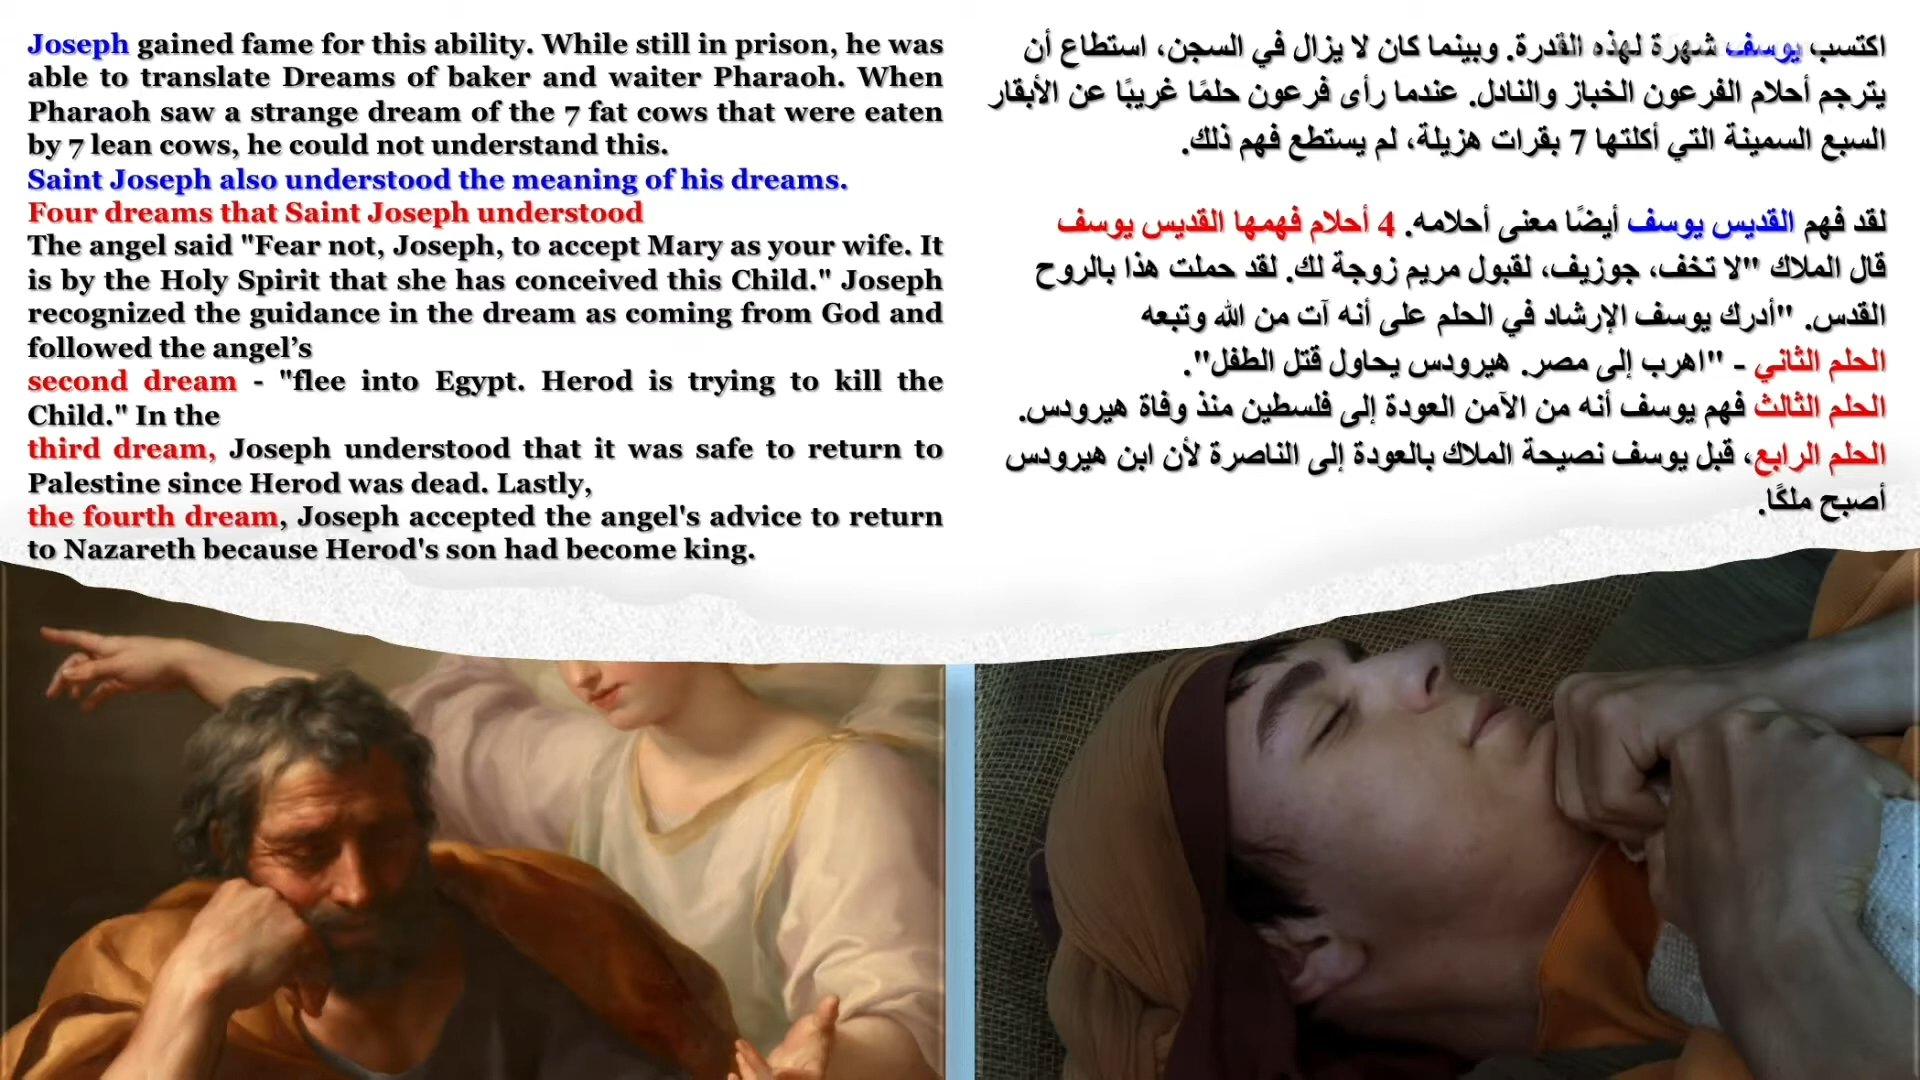 Joseph gained fame for this ability. While still in prison, he was
able to translate Dreams of baker and waiter Pharaoh. When
Pharaoh saw a strange dream of the 7 fat cows that were eaten
by 7 lean cows, he could not understand this.
Saint Joseph also understood the meaning of his dreams.
Four dreams that Saint Joseph understood
The angel said "Fear not, Joseph, to accept Mary as your wife. It
is by the Holy Spirit that she has conceived this Child." Joseph
recognized the guidance in the dream as coming from God and
followed the angel’s
second dream - "flee into Egypt. Herod is trying to kill the
Child." In the
third dream, Joseph understood that it was safe to return to
Palestine since Herod was dead. Lastly,
the fourth dream, Joseph accepted the angel's advice to return
to Nazareth because Herod's son had become king.
اكتسب يوسف شهرة لهذه القدرة. وبينما كان لا يزال في السجن، استطاع أن
يترجم أحلام الفرعون الخباز والنادل. عندما رأى فرعون حلمًا غريبًا عن الأبقار
السبع السمينة التي أكلتها 7 بقرات هزيلة، لم يستطع فهم ذلك.
لقد فهم القديس يوسف أيضًا معنى أحلامه. 4 أحلام فهمها القديس يوسف
قال الملاك "لا تخف، جوزيف، لقبول مريم زوجة لك. لقد حملت هذا بالروح
القدس. "أدرك يوسف الإرشاد في الحلم على أنه آت من الله وتبعه
الحلم الثاني - "اهرب إلى مصر. هيرودس يحاول قتل الطفل".
الحلم الثالث فهم يوسف أنه من الآمن العودة إلى فلسطين منذ وفاة هيرودس.
الحلم الرابع، قبل يوسف نصيحة الملاك بالعودة إلى الناصرة لأن ابن هيرودس
أصبح ملكًا.